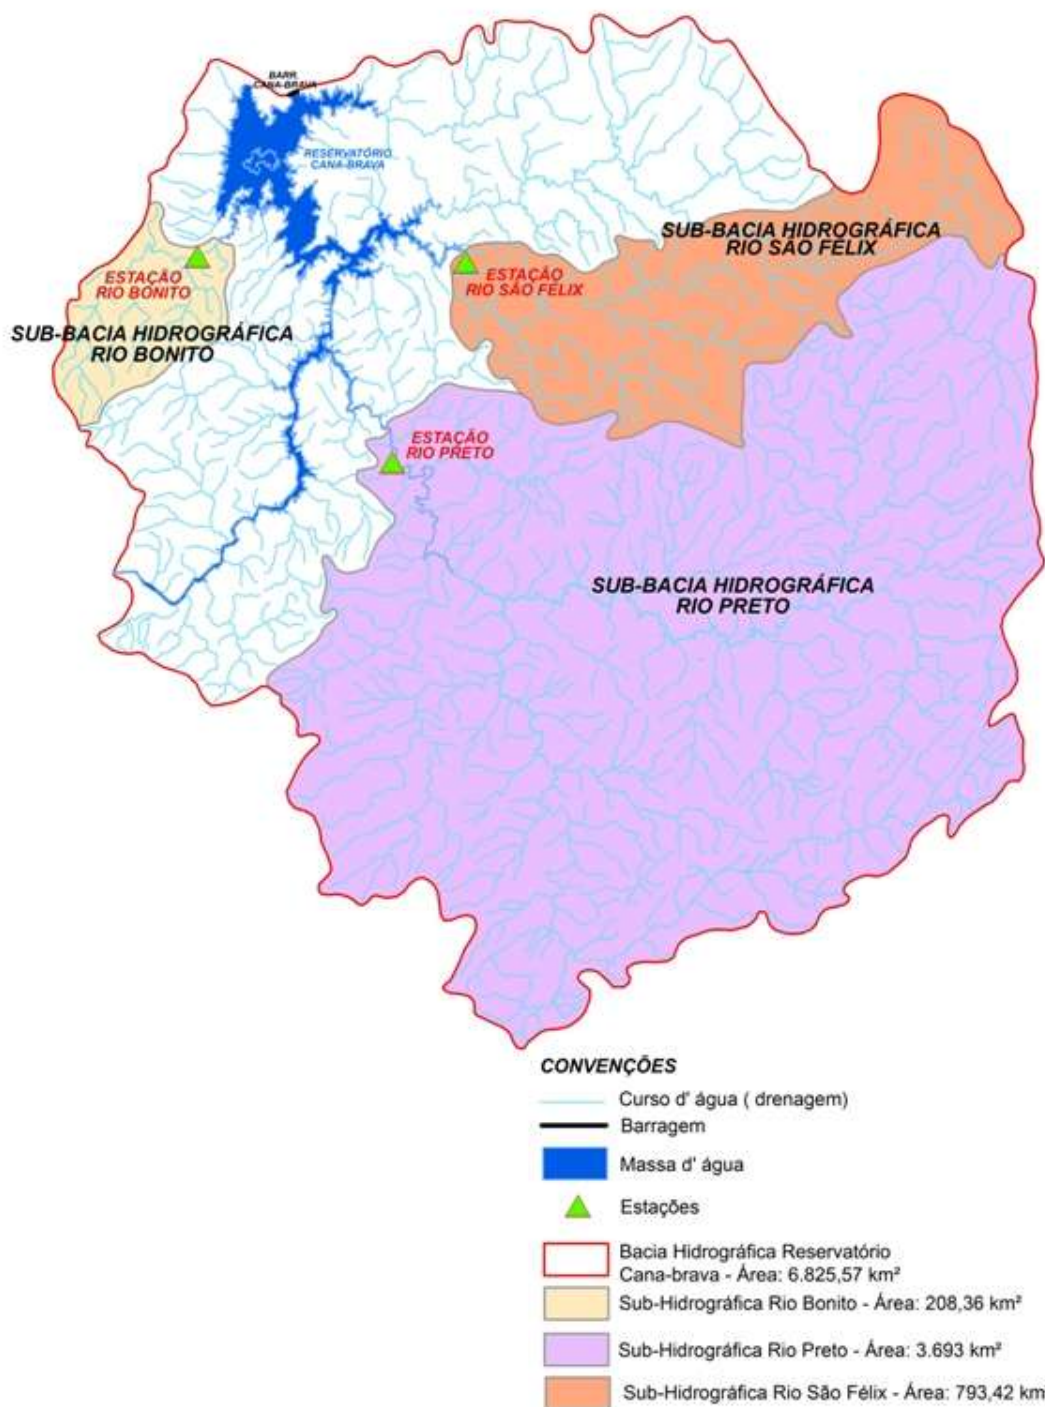 BARR.
CANA-BRAVA
RESERVATÓRIO
CANA-BRAVA
SUB-BACIA HIDROGRÁFICA
RIO SÃO FÉLIX
ESTAÇÃO
RIO BONITO
ESTAÇÃO
RIO SÃO FÉLIX
SUB-BACIA HIDROGRÁFICA
RIO BONITO
ESTAÇÃO
RIO PRETO
SUB-BACIA HIDROGRÁFICA
RIO PRETO
CONVENÇÕES
Curso d' água ( drenagem)
Barragem
Massa d' água
Estações
Bacia Hidrográfica Reservatório
Cana-brava - Área: 6.825,57 km²
Sub-Hidrográfica Rio Bonito - Área: 208,36 km²
Sub-Hidrográfica Rio Preto - Área: 3.693 km²
Sub-Hidrográfica Rio São Félix - Área: 793,42 km